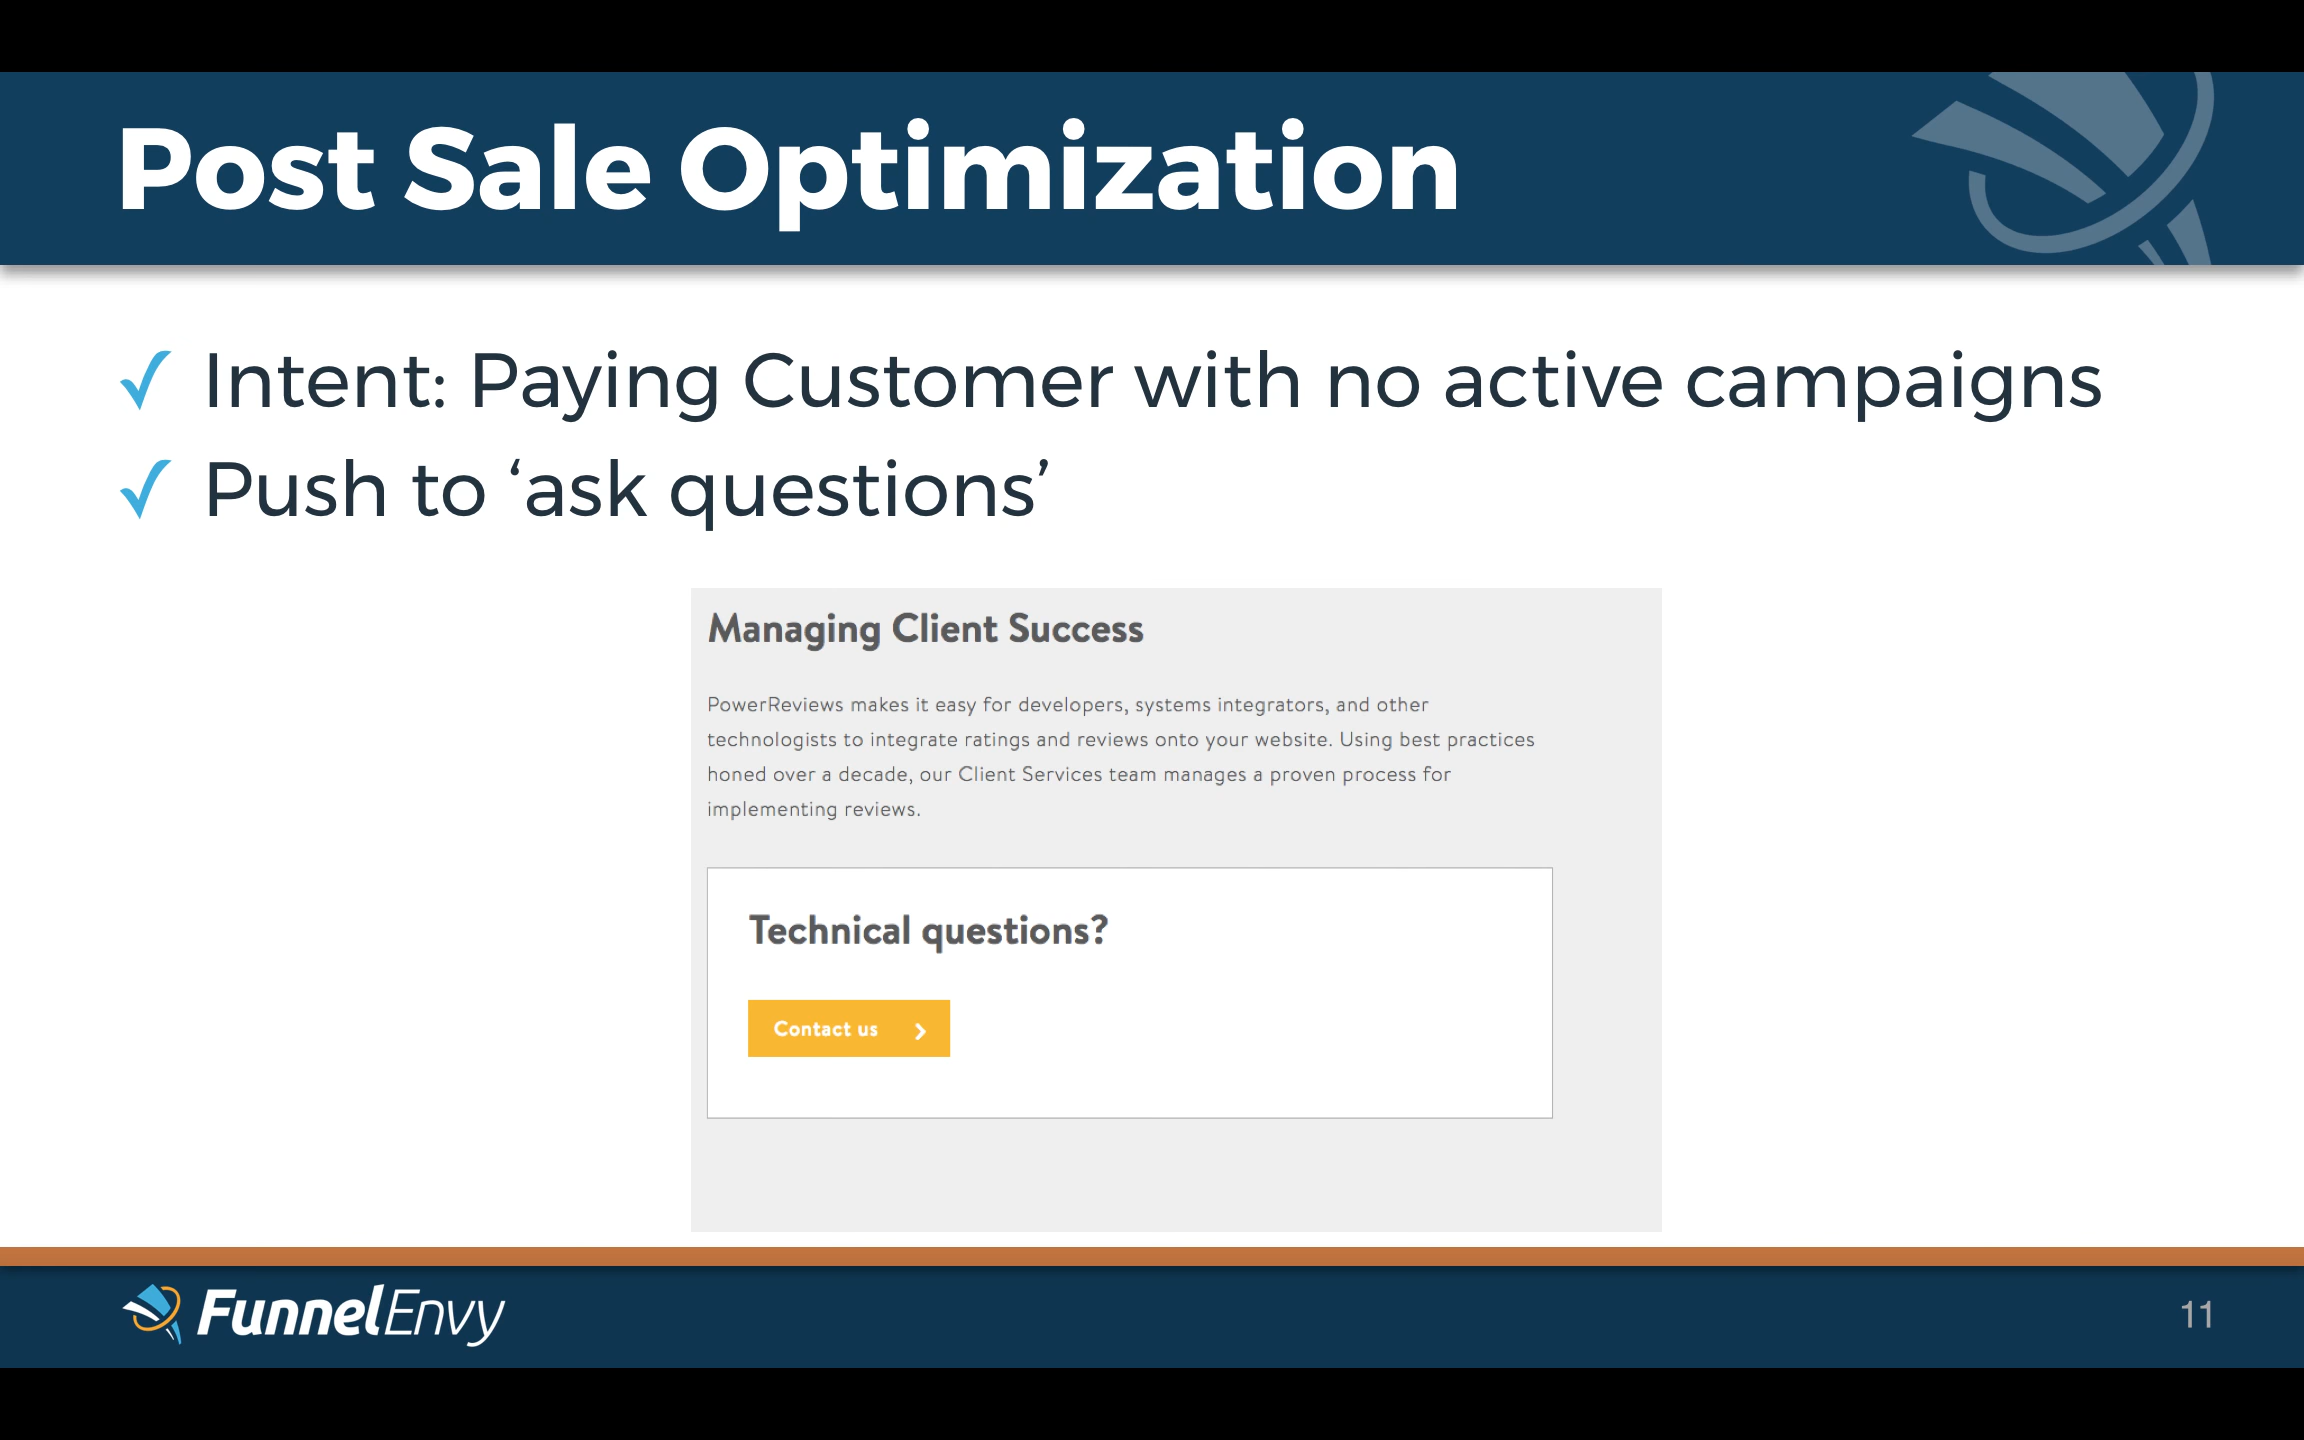 Post Sale Optimization
✓ Intent: Paying Customer with no active campaigns
✓ Push to ‘ask questions’
Managing Client Success
PowerReviews makes it easy for developers, systems integrators, and other
technologists to integrate ratings and reviews onto your website. Using best practices
honed over a decade, our Client Services team manages a proven process for
implementing reviews.
Technical questions?
Contact us
FunnelEnvy
11